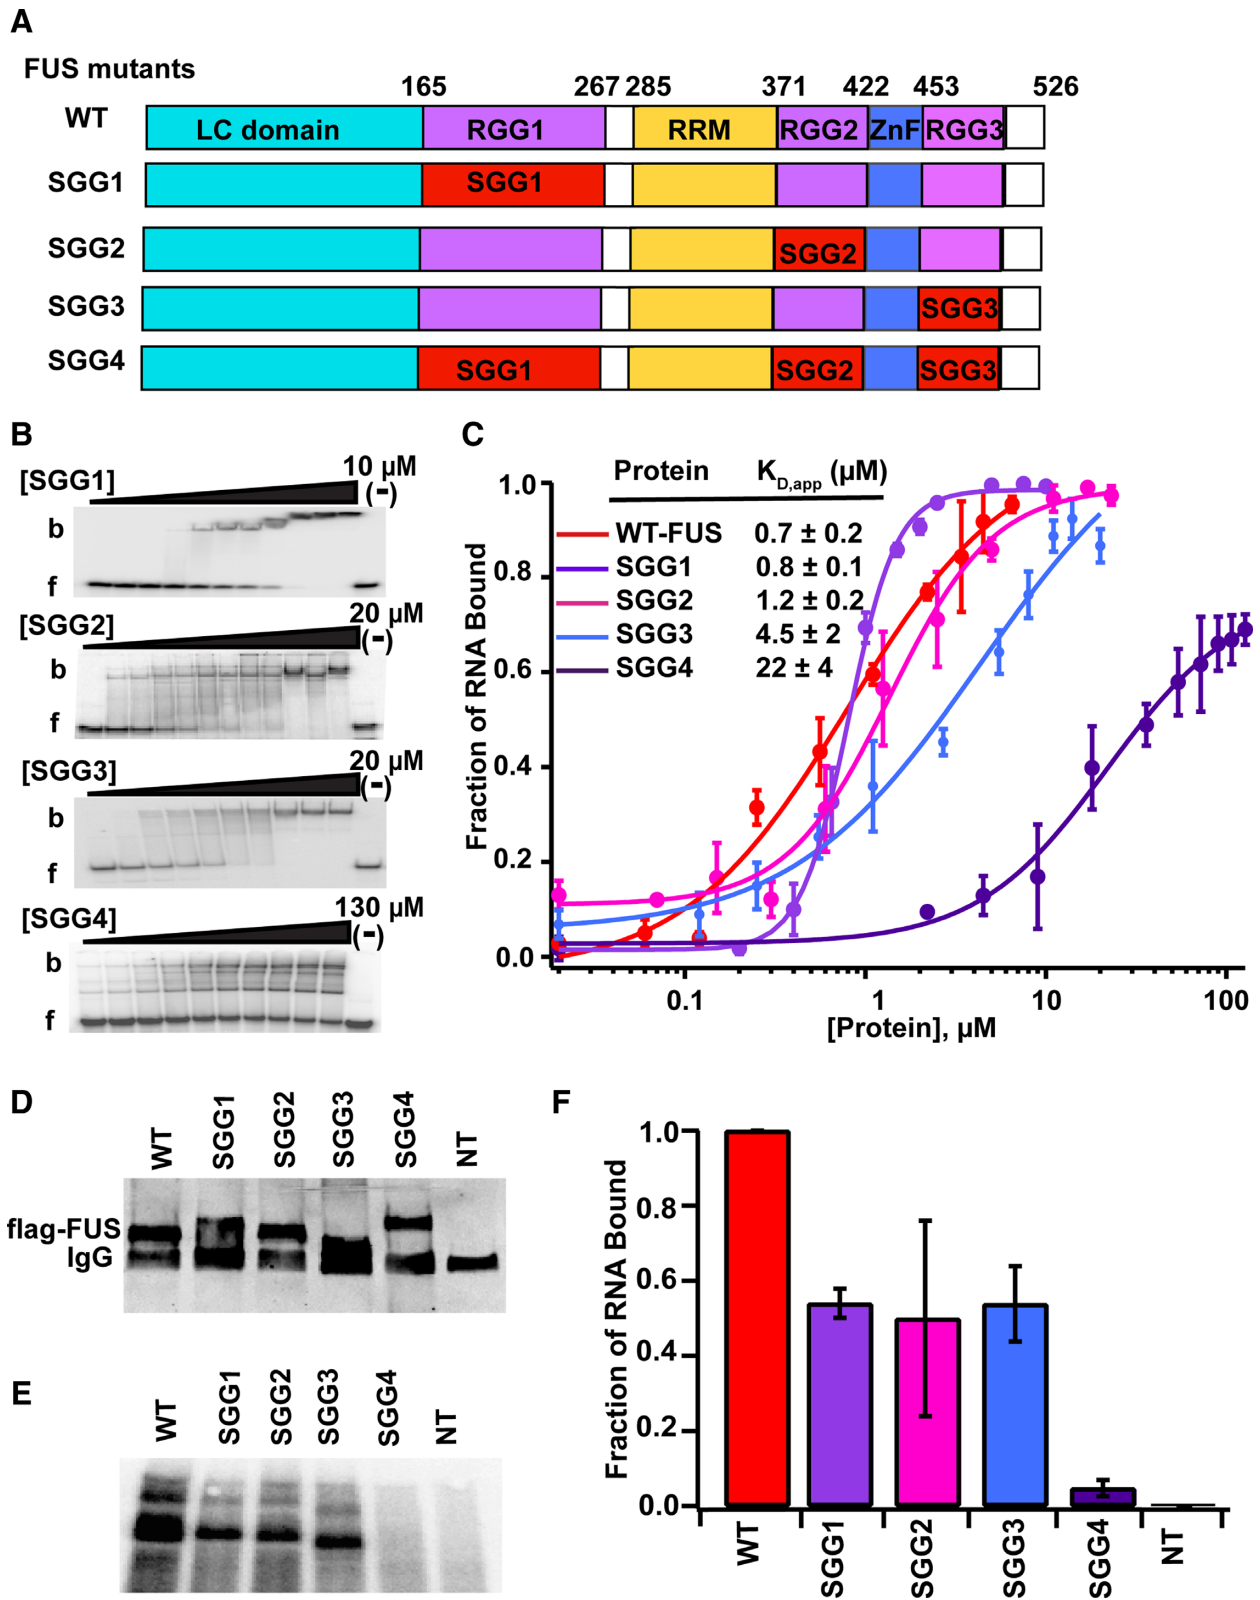 A
FUS mutants
165 267 285 371 422 453 526
WT LC domain RGG1 RRM RGG2 ZnF RGG3
SGG1 SGG1
SGG2 SGG2
SGG3 SGG3
SGG4 SGG1 SGG2 SGG3
B
[SGG1] 10 µM
(-)
b
f
[SGG2] 20 µM
(-)
b
f
[SGG3] 20 µM
(-)
b
f
[SGG4] 130 µM
(-)
b
f
C
Protein K D,app (µM)
WT-FUS 0.7 ± 0.2
SGG1 0.8 ± 0.1
SGG2 1.2 ± 0.2
SGG3 4.5 ± 2
SGG4 22 ± 4
Fraction of RNA Bound
1.0
0.8
0.6
0.4
0.2
0.0
0.1 1 10 100
[Protein], µM
D
WT SGG1 SGG2 SGG3 SGG4 NT
flag-FUS
IgG
E
WT SGG1 SGG2 SGG3 SGG4 NT
F
Fraction of RNA Bound
1.0
0.8
0.6
0.4
0.2
0.0
WT SGG1 SGG2 SGG3 SGG4 NT